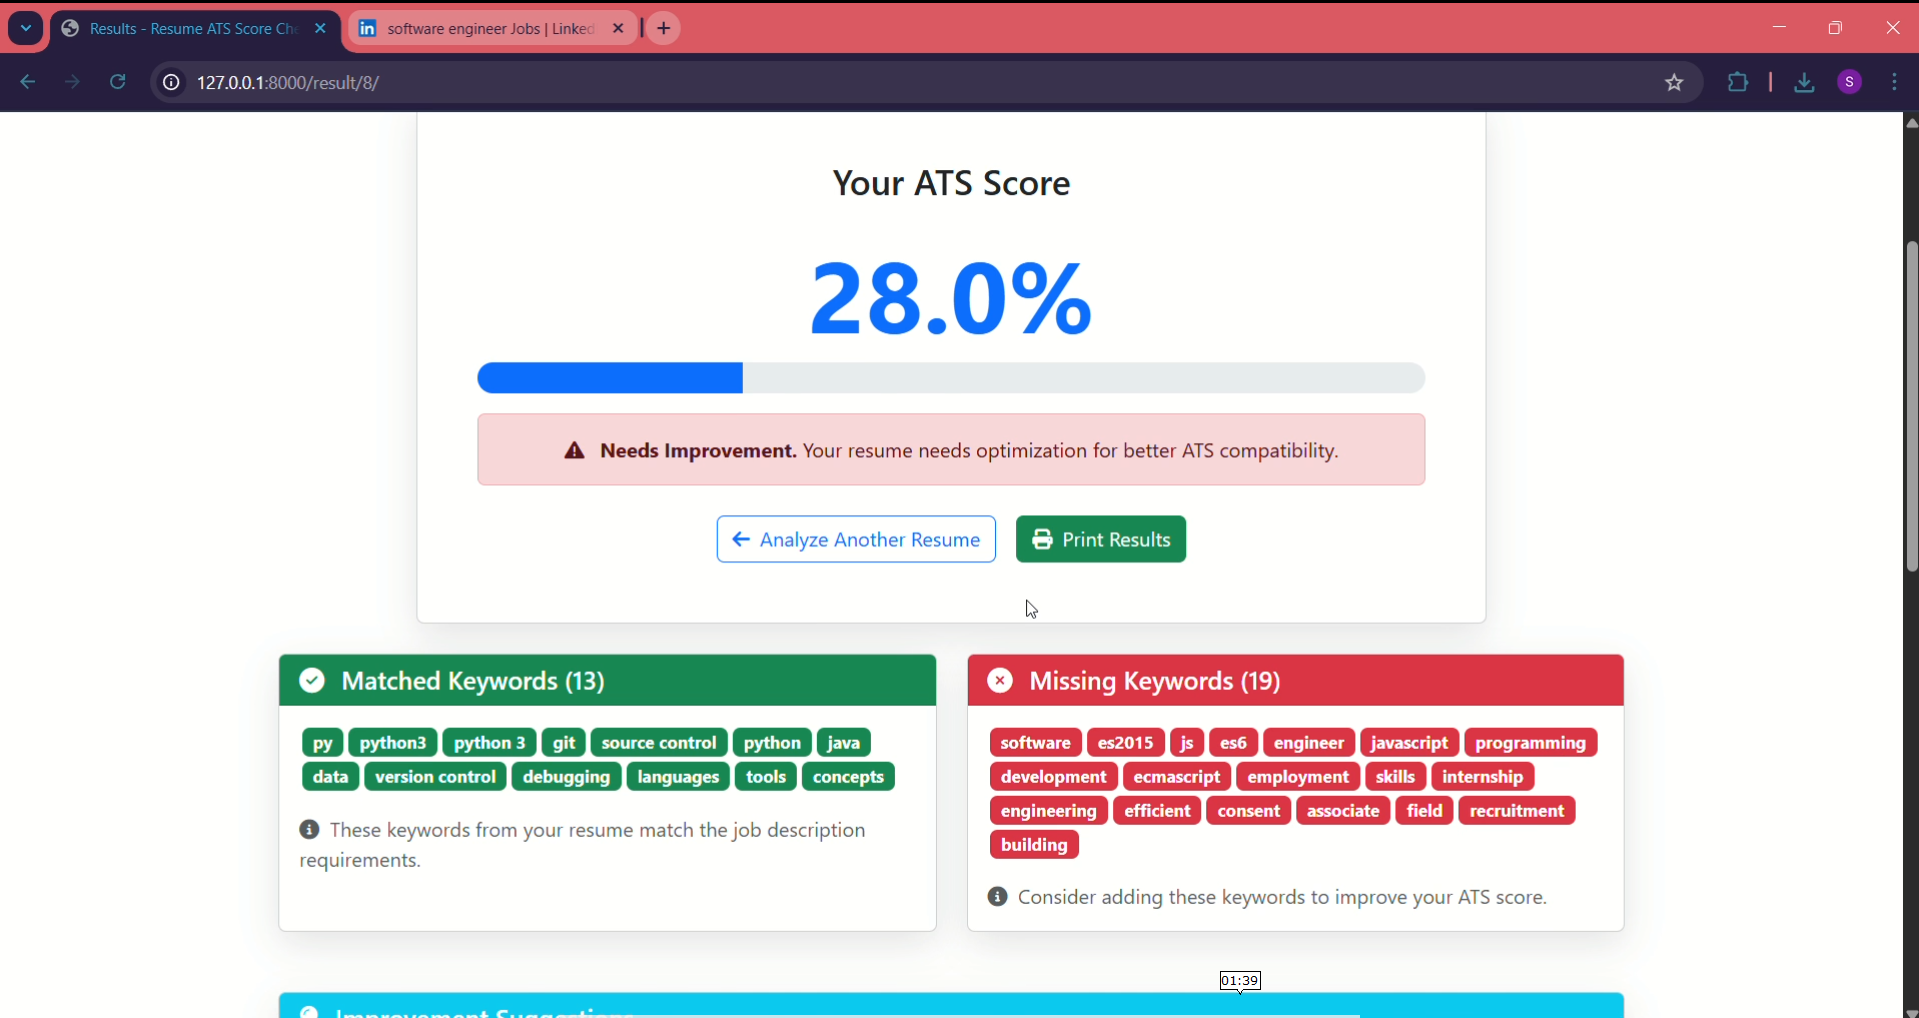 Results - Resume ATS Score Che
software engineer Jobs | Linked
127.0.0.1:8000/result/8/
S
Your ATS Score
28.0%
Needs Improvement. Your resume needs optimization for better ATS compatibility.
Analyze Another Resume
Print Results
Matched Keywords (13)
py python3 python 3 git source control python java
data version control debugging languages tools concepts
These keywords from your resume match the job description
requirements.
Missing Keywords (19)
software es2015 js es6 engineer javascript programming
development ecmascript employment skills internship
engineering efficient consent associate field recruitment
building
Consider adding these keywords to improve your ATS score.
01:39
Improvement Suggestions